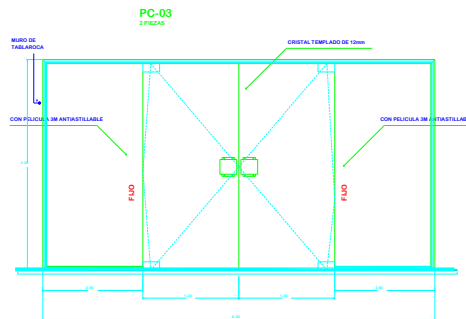 PC-03
2 PIEZAS
MURO DE
TABLAROCA
CRISTAL TEMPLADO DE 12mm
CON PELICULA 3M ANTIASTILLABLE
CON PELICULA 3M ANTIASTILLAB
FIJO
FIJO